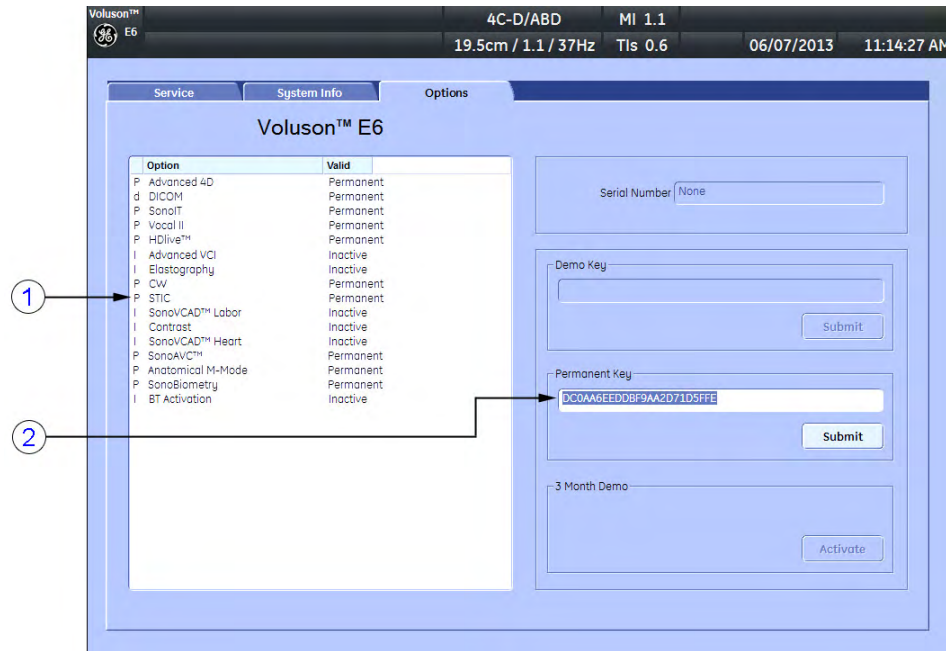 Voluson™
E6
4C-D/ABD MI 1.1
19.5cm / 1.1 / 37Hz TIs 0.6 06/07/2013 11:14:27 AM
Service System Info Options
Voluson™ E6
Option Valid
P Advanced 4D Permanent
d DICOM Permanent
P SonoIT Permanent
P Vocal II Permanent
P HDlive™ Permanent
I Advanced VCI Inactive
I Elastography Inactive
P CW Permanent
P STIC Permanent
I SonoVCAD™ Labor Inactive
I Contrast Inactive
I SonoVCAD™ Heart Inactive
P SonoAVC™ Permanent
P Anatomical M-Mode Permanent
P SonoBiometry Permanent
I BT Activation Inactive
1
2
Serial Number None
Demo Key
Submit
Permanent Key
DC0AA6EEDDBF9AA2D71D5FFE
Submit
3 Month Demo
Activate